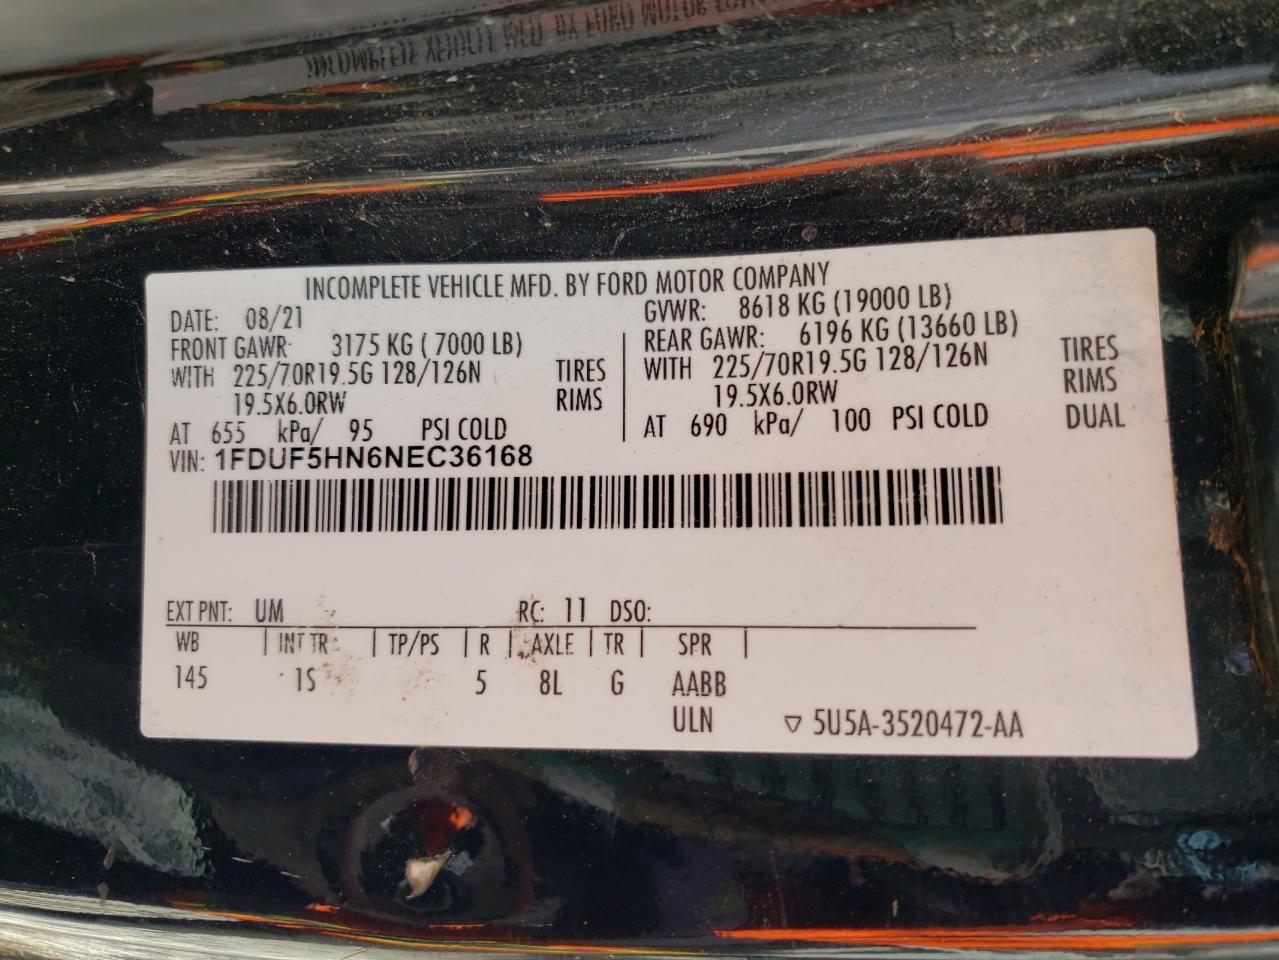 INCOMPLETE VEHICLE MFD. BY FORD MOTOR COMPANY
DATE: 08/21 GVWR: 8618 KG (19000 LB)
FRONT GAWR: 3175 KG ( 7000 LB) REAR GAWR: 6196 KG (13660 LB)
WITH 225/70R19.5G 128/126N TIRES WITH 225/70R19.5G 128/126N TIRES
19.5X6.0RW RIMS 19.5X6.0RW RIMS
AT 655 kPa/ 95 PSI COLD AT 690 kPa/ 100 PSI COLD DUAL
VIN: 1FDUF5HN6NEC36168
EXT PNT: UM RC: 11 DSO:
WB | INT TR | TP/PS | R | AXLE | TR | SPR |
145 1S 5 8L G AABB
ULN ▽ 5U5A-3520472-AA